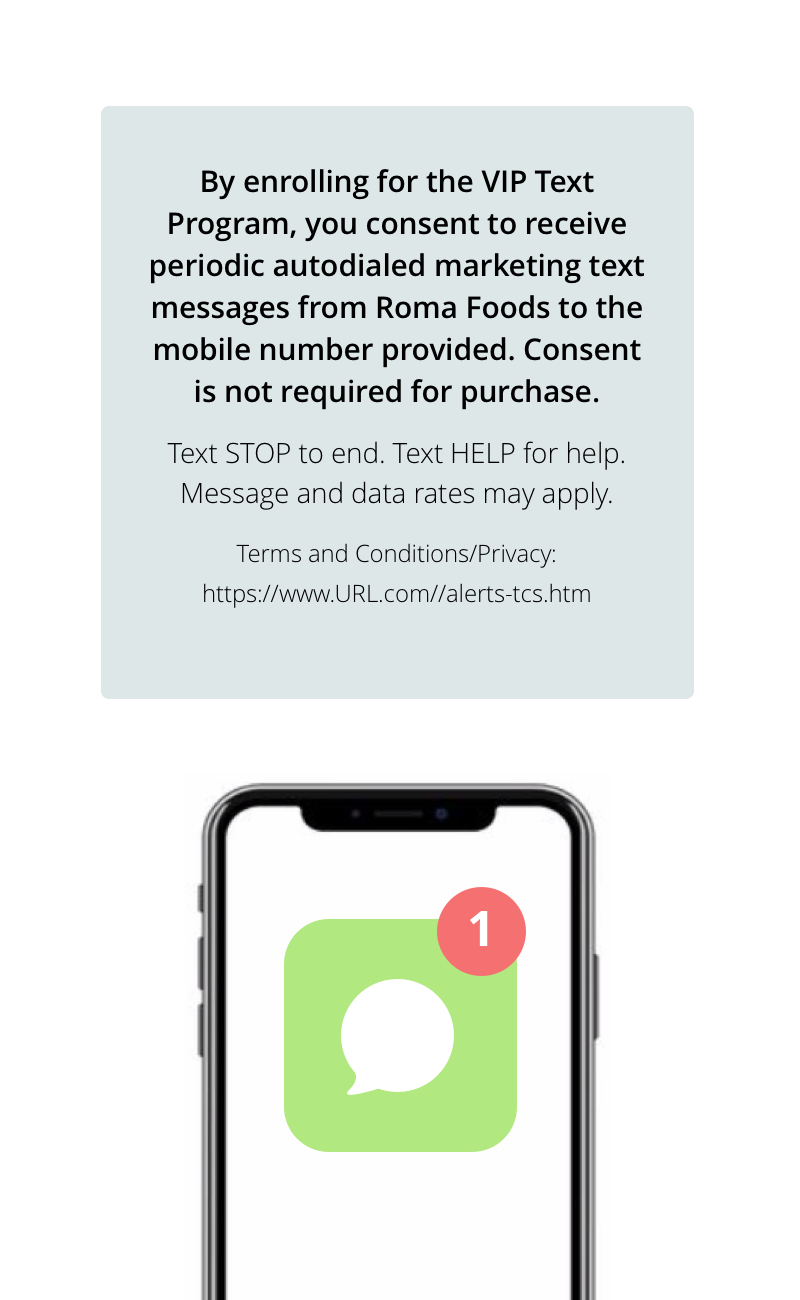 By enrolling for the VIP Text
Program, you consent to receive
periodic autodialed marketing text
messages from Roma Foods to the
mobile number provided. Consent
is not required for purchase.
Text STOP to end. Text HELP for help.
Message and data rates may apply.
Terms and Conditions/Privacy:
https://www.URL.com//alerts-tcs.htm
1